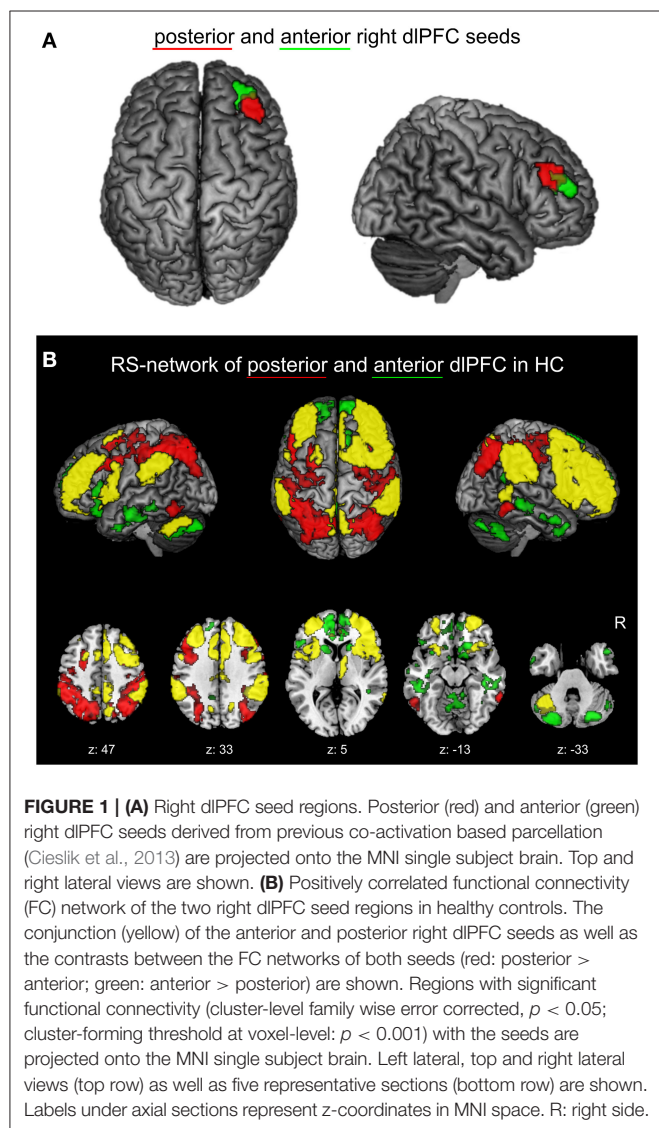 A
posterior and anterior right dlPFC seeds
B
RS-network of posterior and anterior dlPFC in HC
R
z: 47
z: 33
z: 5
z: -13
z: -33
FIGURE 1 | (A) Right dlPFC seed regions. Posterior (red) and anterior (green)
right dlPFC seeds derived from previous co-activation based parcellation
(Cieslik et al., 2013) are projected onto the MNI single subject brain. Top and
right lateral views are shown. (B) Positively correlated functional connectivity
(FC) network of the two right dlPFC seed regions in healthy controls. The
conjunction (yellow) of the anterior and posterior right dlPFC seeds as well as
the contrasts between the FC networks of both seeds (red: posterior >
anterior; green: anterior > posterior) are shown. Regions with significant
functional connectivity (cluster-level family wise error corrected, p < 0.05;
cluster-forming threshold at voxel-level: p < 0.001) with the seeds are
projected onto the MNI single subject brain. Left lateral, top and right lateral
views (top row) as well as five representative sections (bottom row) are shown.
Labels under axial sections represent z-coordinates in MNI space. R: right side.